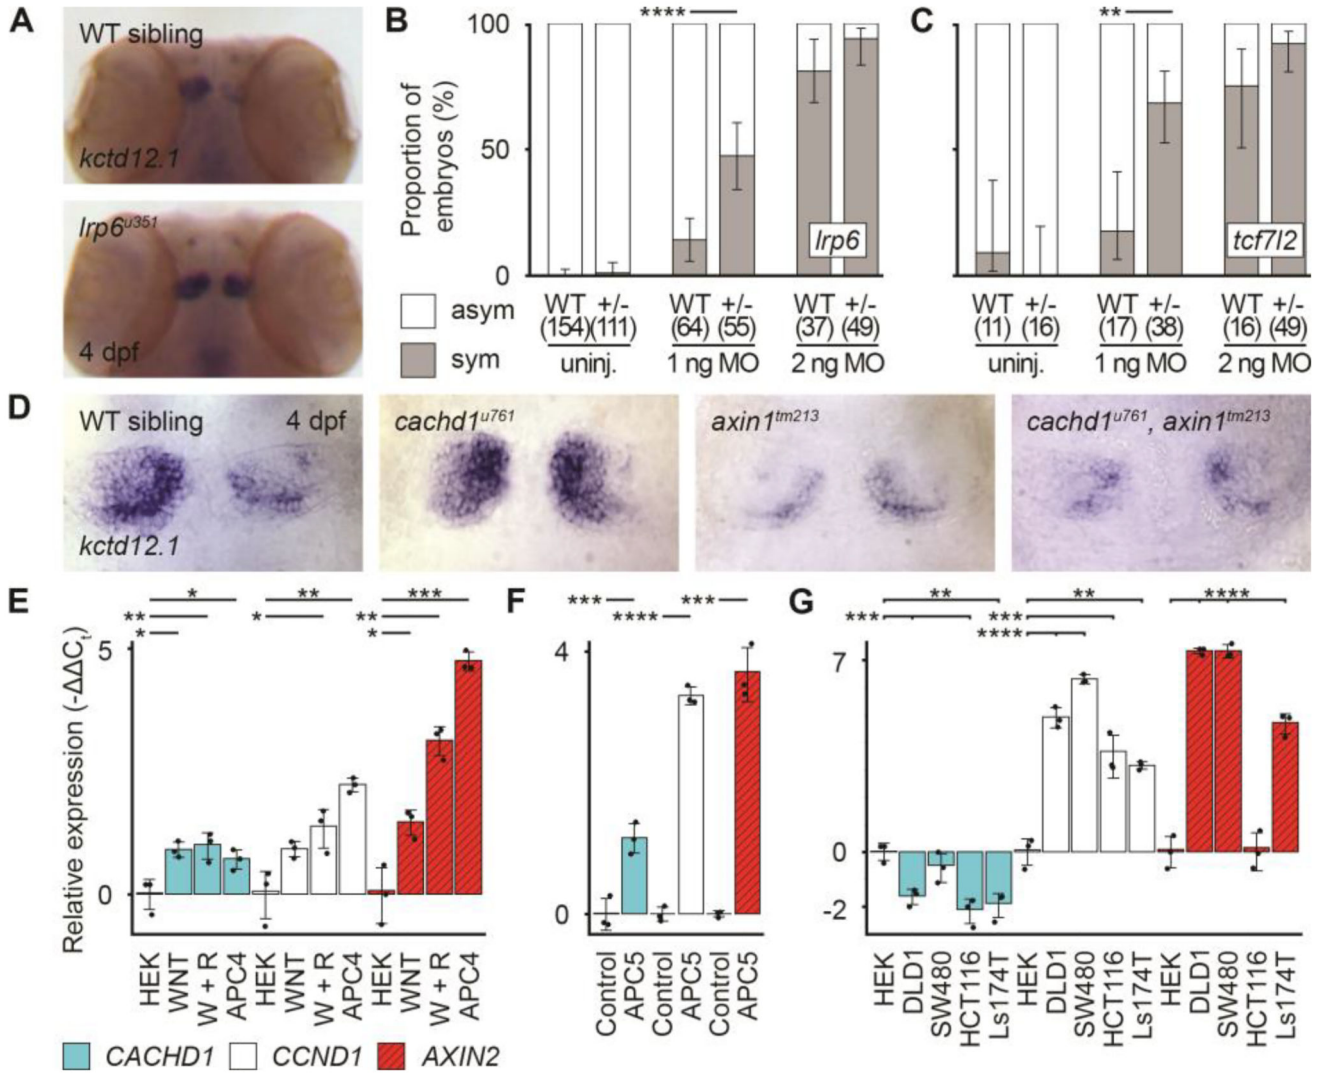 A
WT sibling
kctd12.1
lrp6u351
4 dpf
B
****
100
50
0
Proportion of
embryos (%)
lrp6
WT +/- WT +/- WT +/-
(154)(111) (64) (55) (37) (49)
uninj. 1 ng MO 2 ng MO
asym
sym
C
**
tcf7l2
WT +/- WT +/- WT +/-
(11) (16) (17) (38) (16) (49)
uninj. 1 ng MO 2 ng MO
D
WT sibling 4 dpf
kctd12.1
cachd1u761
axin1tm213
cachd1u761, axin1tm213
E
* ** ***
** **
* * *
5
0
Relative expression (-ΔΔCt)
HEK
WNT
W + R
APC4
HEK
WNT
W + R
APC4
HEK
WNT
W + R
APC4
F
*** ***
****
4
0
Control
APC5
Control
APC5
Control
APC5
G
** ** ****
*** ***
****
7
0
-2
HEK
DLD1
SW480
HCT116
Ls174T
HEK
DLD1
SW480
HCT116
Ls174T
HEK
DLD1
SW480
HCT116
Ls174T
CACHD1 CCND1 AXIN2